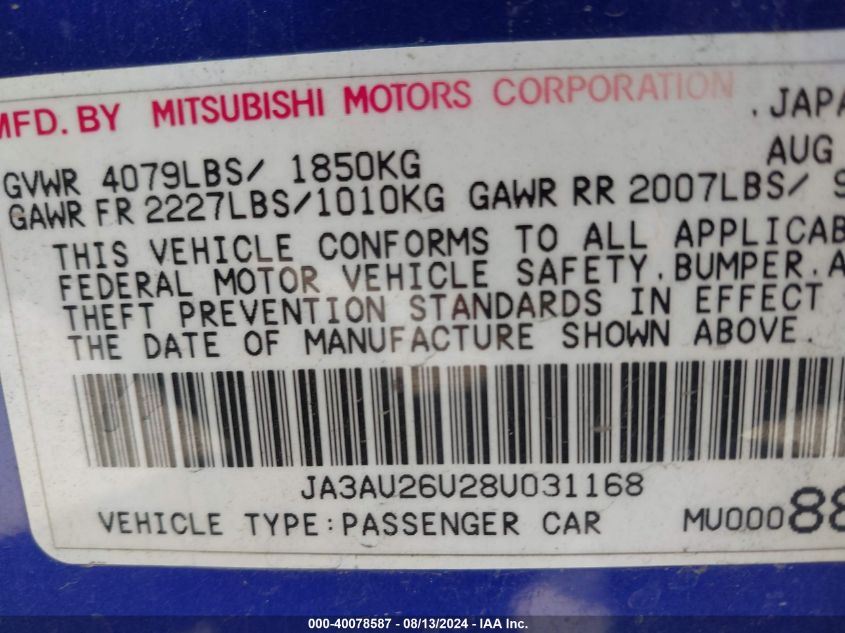 MFD. BY MITSUBISHI MOTORS CORPORATION . JAPA
GVWR 4079LBS/ 1850KG AUG
GAWR FR 2227LBS/1010KG GAWR RR 2007LBS/ 9
THIS VEHICLE CONFORMS TO ALL APPLICAB
FEDERAL MOTOR VEHICLE SAFETY, BUMPER, A
THEFT PREVENTION STANDARDS IN EFFECT
THE DATE OF MANUFACTURE SHOWN ABOVE.
JA3AU26U28U031168
VEHICLE TYPE:PASSENGER CAR MU00088
000-40078587 - 08/13/2024 - IAA Inc.